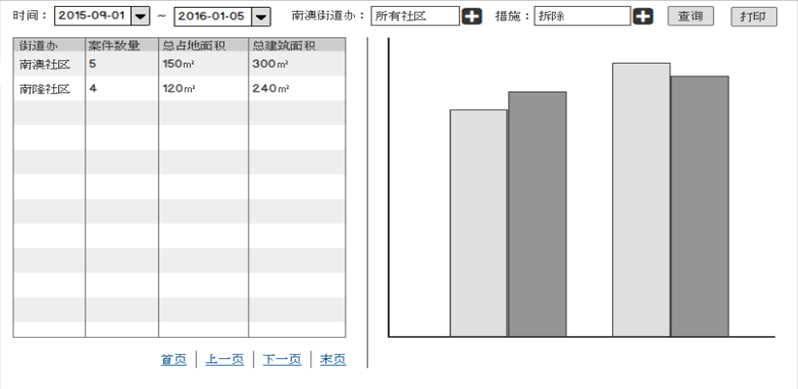 时间： 2015-09-01 ~ 2016-01-05 南澳街道办： 所有社区 措施： 拆除 查询 打印
街道办 案件数量 总占地面积 总建筑面积
南澳社区 5 150㎡ 300㎡
南隆社区 4 120㎡ 240㎡
首页 上一页 下一页 末页